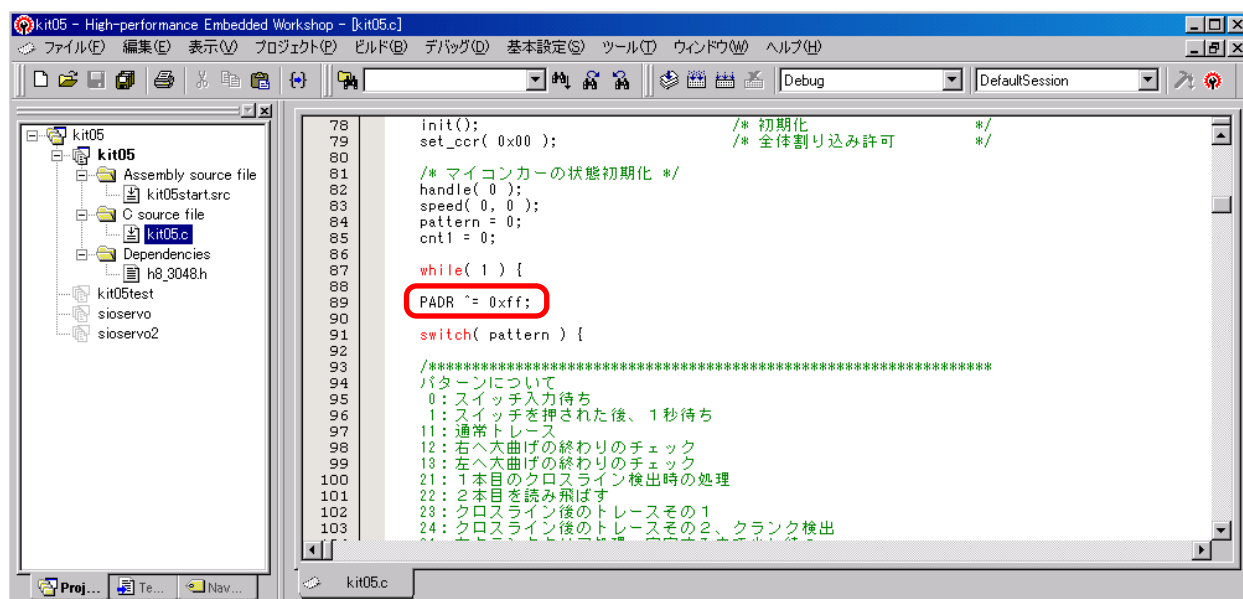 kit05 - High-performance Embedded Workshop - [kit05.c]
ファイル(F) 編集(E) 表示(V) プロジェクト(P) ビルド(B) デバッグ(D) 基本設定(S) ツール(T) ウィンドウ(W) ヘルプ(H)
Debug DefaultSession
kit05
kit05
Assembly source file
kit05start.src
C source file
kit05.c
Dependencies
h8_3048.h
kit05test
sioservo
sioservo2
Proj... Te... Nav...
78 init(); /* 初期化 */
79 set_ccr( 0x00 ); /* 全体割り込み許可 */
80
81 /* マイコンカーの状態初期化 */
82 handle( 0 );
83 speed( 0, 0 );
84 pattern = 0;
85 cnt1 = 0;
86
87 while( 1 ) {
88
89 PADR ^= 0xff;
90
91 switch( pattern ) {
92
93 /*****************************************************************
94 パターンについて
95 0：スイッチ入力待ち
96 1：スイッチを押された後、１秒待ち
97 11：通常トレース
98 12：右へ大曲げの終わりのチェック
99 13：左へ大曲げの終わりのチェック
100 21：１本目のクロスライン検出時の処理
101 22：２本目を読み飛ばす
102 23：クロスライン後のトレースその１
103 24：クロスライン後のトレースその２、クランク検出
kit05.c